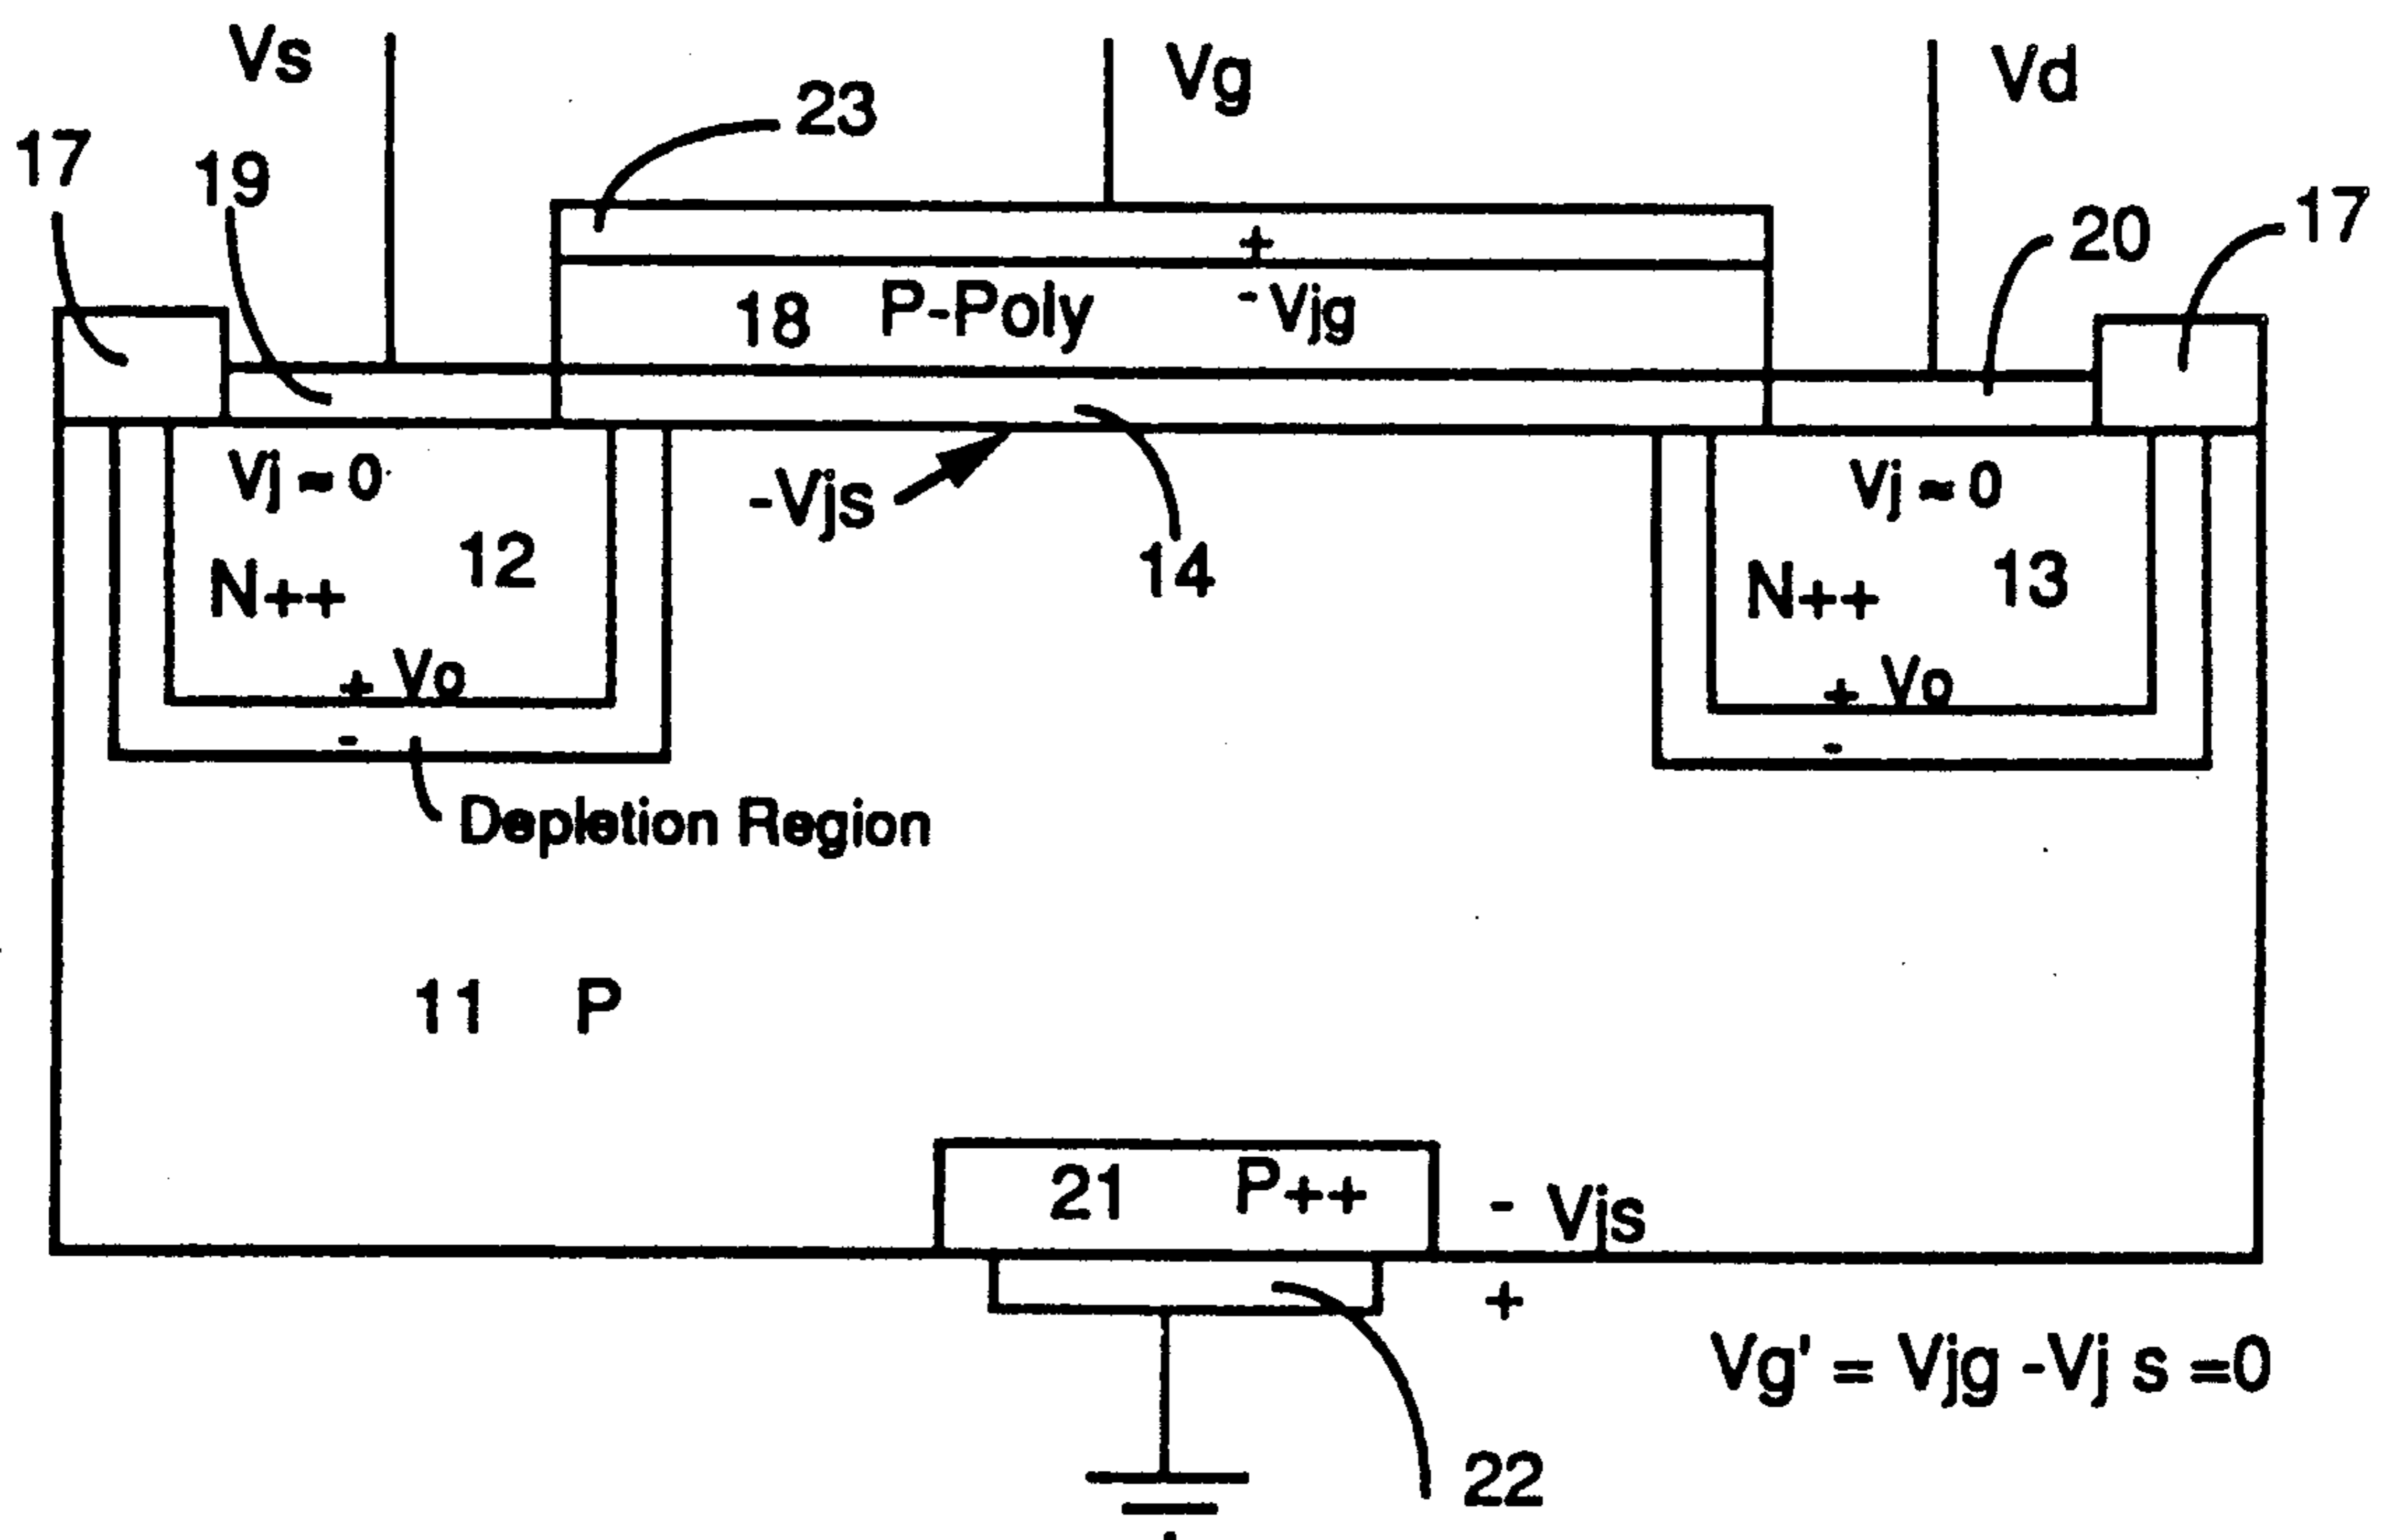 Vs
Vg
Vd
23
17
19
17
20
+
18 P-Poly - Vjg
Vj ≈ 0
-Vjs
Vj ≈ 0
12
14
13
N++
N++
+ Vo
+ Vo
-
-
Depletion Region
11 P
21 P++
- Vjs
+
Vg' = Vjg -Vj s =0
22